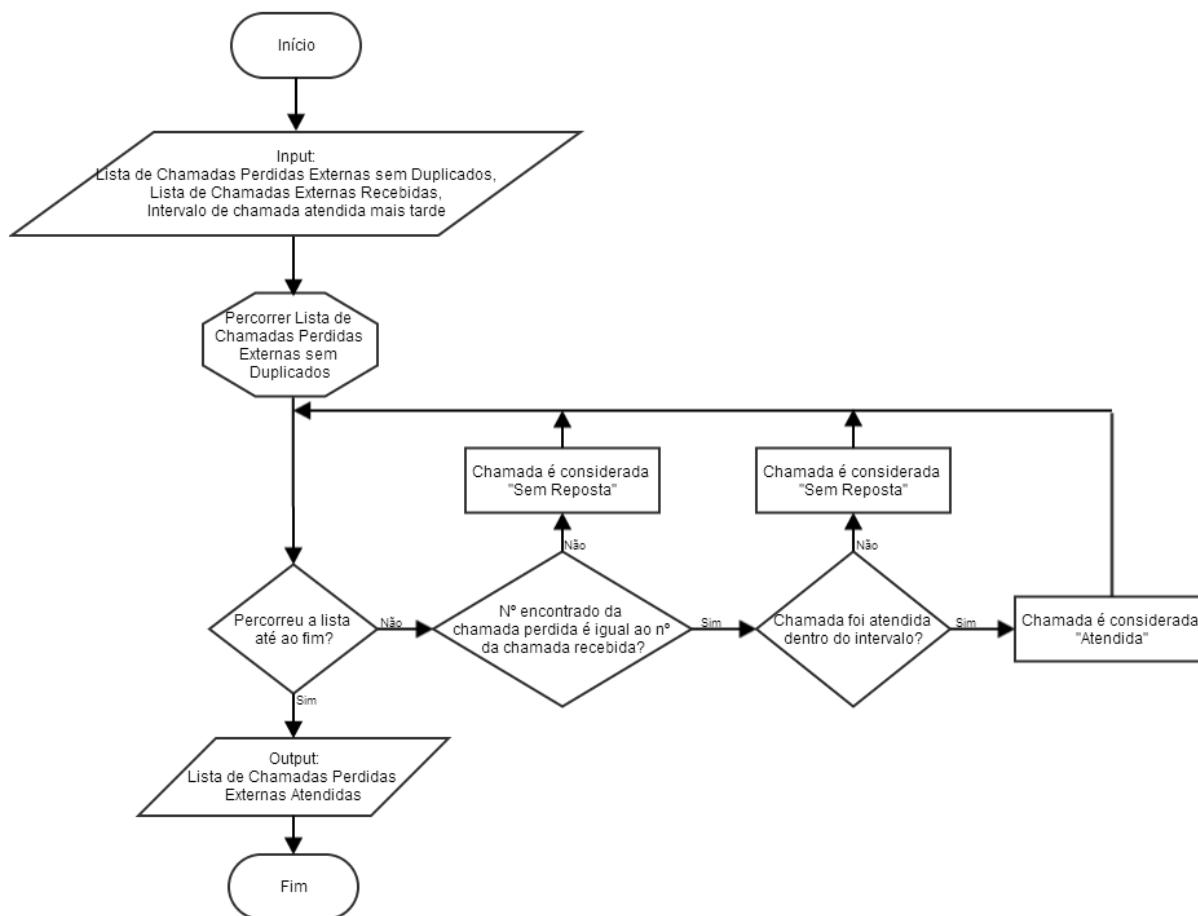 Início
Input:
Lista de Chamadas Perdidas Externas sem Duplicados,
Lista de Chamadas Externas Recebidas,
Intervalo de chamada atendida mais tarde
Percorrer Lista de
Chamadas Perdidas
Externas sem
Duplicados
Chamada é considerada
"Sem Reposta"
Chamada é considerada
"Sem Reposta"
Não
Não
Percorreu a lista
até ao fim?
Não
Nº encontrado da
chamada perdida é igual ao nº
da chamada recebida?
Sim
Chamada foi atendida
dentro do intervalo?
Sim
Chamada é considerada
"Atendida"
Sim
Output:
Lista de Chamadas Perdidas
Externas Atendidas
Fim